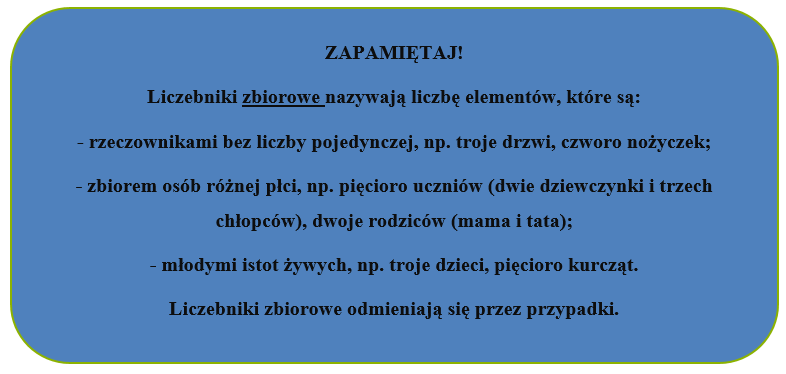 ZAPAMIĘTAJ!
Liczebniki zbiorowe nazywają liczbę elementów, które są:
- rzeczownikami bez liczby pojedynczej, np. troje drzwi, czworo nożyczek;
- zbiorem osób różnej płci, np. pięcioro uczniów (dwie dziewczynki i trzech
chłopców), dwoje rodziców (mama i tata);
- młodymi istot żywych, np. troje dzieci, pięcioro kurcząt.
Liczebniki zbiorowe odmieniają się przez przypadki.